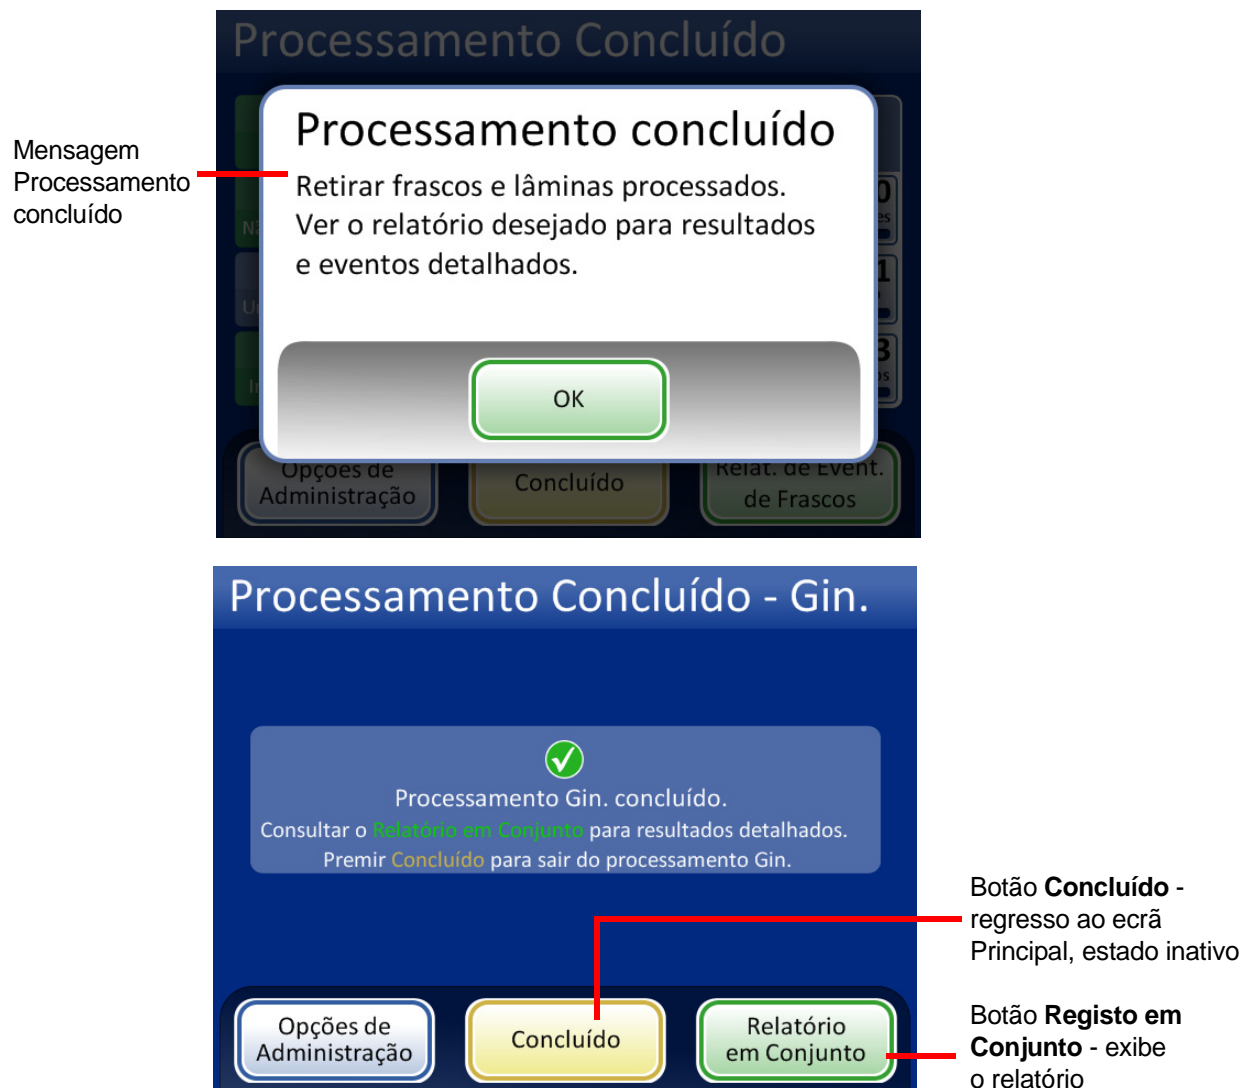 Processamento Concluído
Mensagem
Processamento
concluído
Processamento concluído
Retirar frascos e lâminas processados.
Ver o relatório desejado para resultados
e eventos detalhados.
OK
Opções de
Administração
Concluído
Relat. de Event.
de Frascos
Processamento Concluído - Gin.
Processamento Gin. concluído.
Consultar o Relatório em Conjunto para resultados detalhados.
Premir Concluído para sair do processamento Gin.
Botão Concluído -
regresso ao ecrã
Principal, estado inativo
Opções de
Administração
Concluído
Relatório
em Conjunto
Botão Registo em
Conjunto - exibe
o relatório